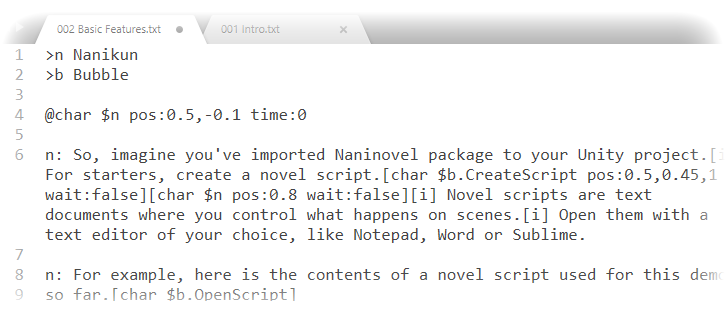 002 Basic Features.txt
001 Intro.txt
1 >n Nanikun
2 >b Bubble
3
4 @char $n pos:0.5,-0.1 time:0
5
6 n: So, imagine you've imported Naninovel package to your Unity project.[i
For starters, create a novel script.[char $b.CreateScript pos:0.5,0.45,1
wait:false][char $n pos:0.8 wait:false][i] Novel scripts are text
documents where you control what happens on scenes.[i] Open them with a
text editor of your choice, like Notepad, Word or Sublime.
7
8 n: For example, here is the contents of a novel script used for this demo
9 so far.[char $b.OpenScript]